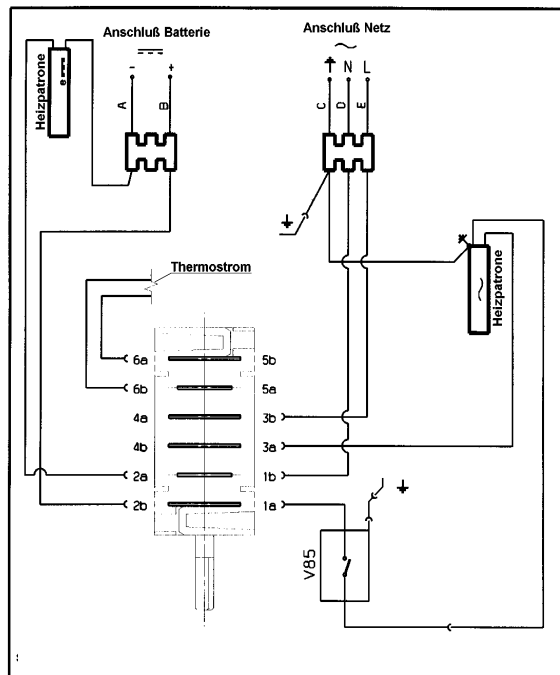 Anschluß Batterie
- +
A B
Heizpatrone
e
Anschluß Netz
N L
C D E
Heizpatrone
Thermostrom
6a 5b
6b 5a
4a 3b
4b 3a
2a 1b
2b 1a
V85